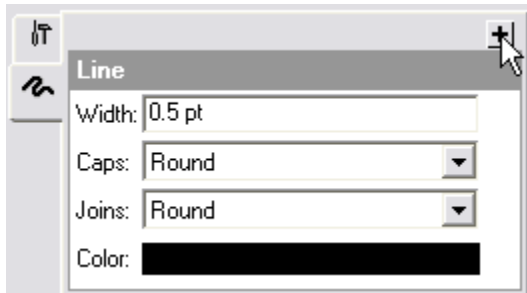 Line
Width: 0.5 pt
Caps: Round
Joins: Round
Color: